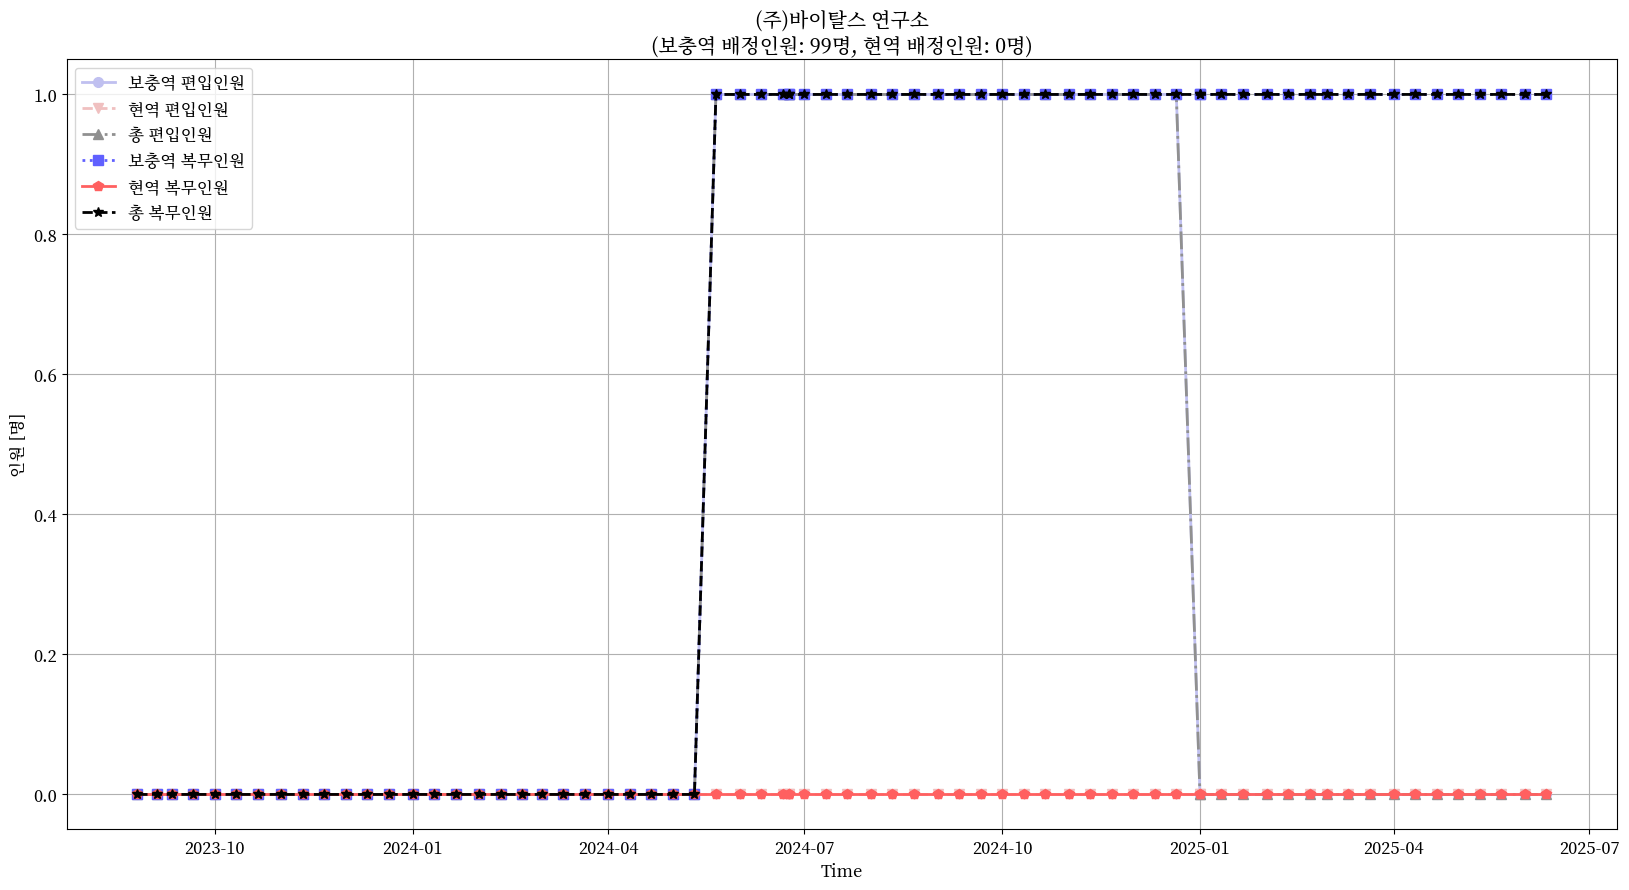 (주)바이탈스 연구소
(보충역 배정인원: 99명, 현역 배정인원: 0명)
보충역 편입인원
현역 편입인원
총 편입인원
보충역 복무인원
현역 복무인원
총 복무인원
1.0
0.8
0.6
0.4
0.2
0.0
인원 [명]
2023-10
2024-01
2024-04
2024-07
2024-10
2025-01
2025-04
2025-07
Time